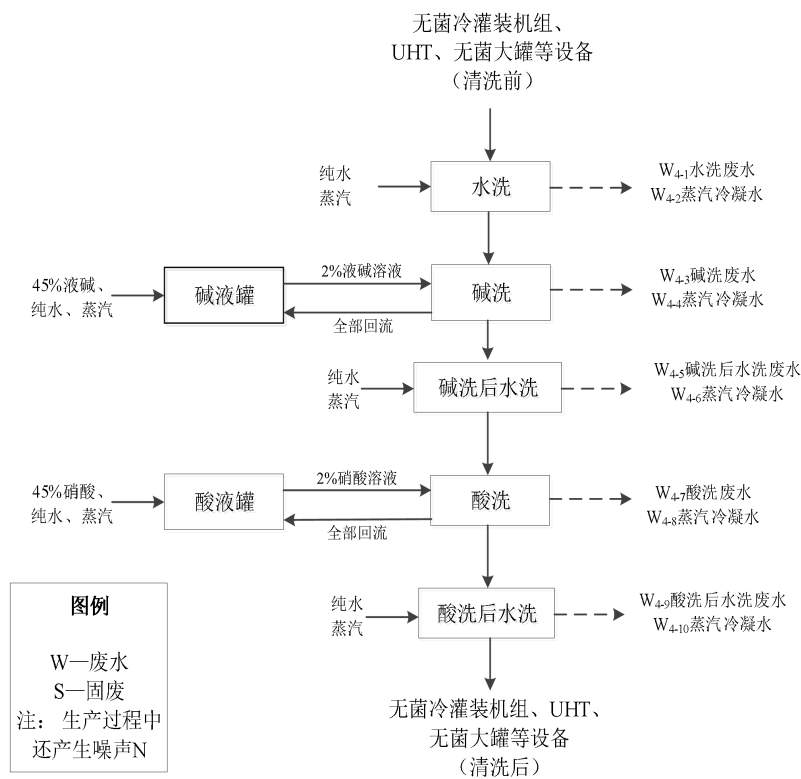 无菌冷灌装机组、
UHT、无菌大罐等设备
（清洗前）
纯水
蒸汽
水洗
W4-1水洗废水
W4-2蒸汽冷凝水
45%液碱、
纯水、蒸汽
碱液罐
2%液碱溶液
全部回流
碱洗
W4-3碱洗废水
W4-4蒸汽冷凝水
纯水
蒸汽
碱洗后水洗
W4-5碱洗后水洗废水
W4-6蒸汽冷凝水
45%硝酸、
纯水、蒸汽
酸液罐
2%硝酸溶液
全部回流
酸洗
W4-7酸洗废水
W4-8蒸汽冷凝水
纯水
蒸汽
酸洗后水洗
W4-9酸洗后水洗废水
W4-10蒸汽冷凝水
无菌冷灌装机组、UHT、
无菌大罐等设备
（清洗后）
图例
W—废水
S—固废
注： 生产过程中
还产生噪声N